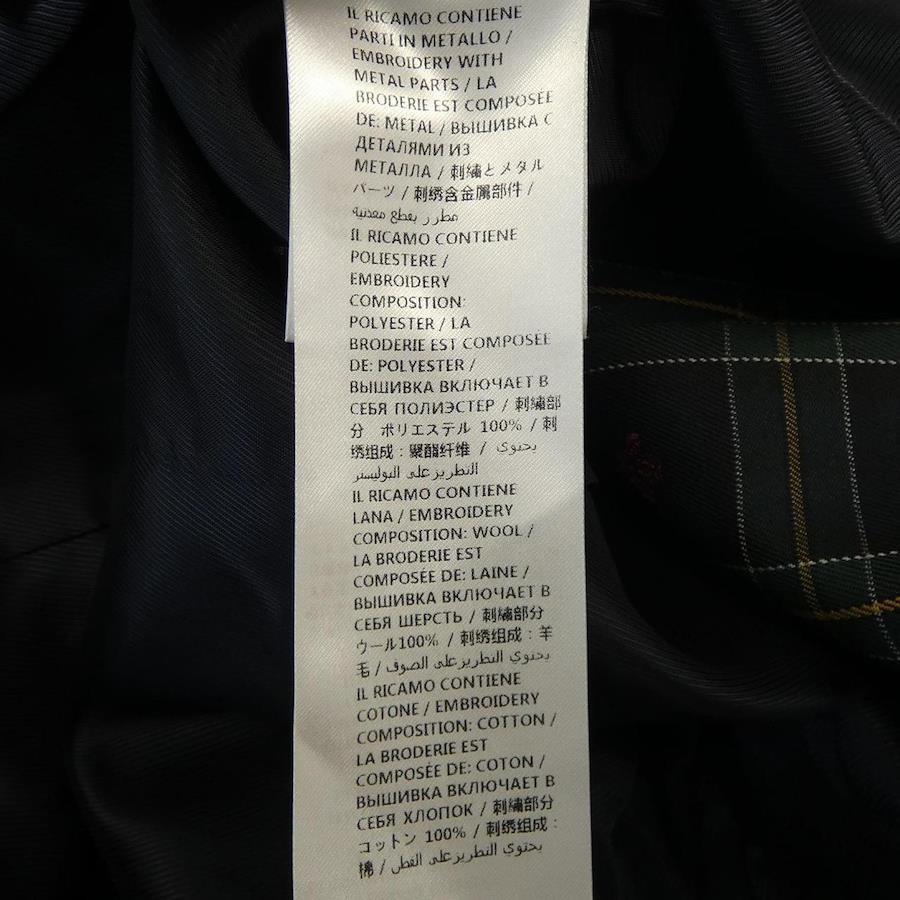 IL RICAMO CONTIENE
PARTI IN METALLO /
EMBROIDERY WITH
METAL PARTS / LA
BRODERIE EST COMPOSÉE
DE: METAL / ВЫШИВКА С
ДЕТАЛЯМИ ИЗ
МЕТАЛЛА / 刺繍とメタル
パーツ / 刺绣含金属部件 /
مطرز بقطع معدنية
IL RICAMO CONTIENE
POLIESTERE /
EMBROIDERY
COMPOSITION:
POLYESTER / LA
BRODERIE EST COMPOSÉE
DE: POLYESTER /
ВЫШИВКА ВКЛЮЧАЕТ В
СЕБЯ ПОЛИЭСТЕР / 刺繍部
分 ポリエステル 100% / 刺
绣组成：聚酯纤维 / يحتوي
التطريز على البوليستر
IL RICAMO CONTIENE
LANA / EMBROIDERY
COMPOSITION: WOOL /
LA BRODERIE EST
COMPOSÉE DE: LAINE /
ВЫШИВКА ВКЛЮЧАЕТ В
СЕБЯ ШЕРСТЬ / 刺繍部分
ウール100% / 刺绣组成：羊
毛 / يحتوي التطريز على الصوف
IL RICAMO CONTIENE
COTONE / EMBROIDERY
COMPOSITION: COTTON /
LA BRODERIE EST
COMPOSÉE DE: COTON /
ВЫШИВКА ВКЛЮЧАЕТ В
СЕБЯ ХЛОПОК / 刺繍部分
コットン 100% / 刺绣组成：
棉 / يحتوي التطريز على القطن